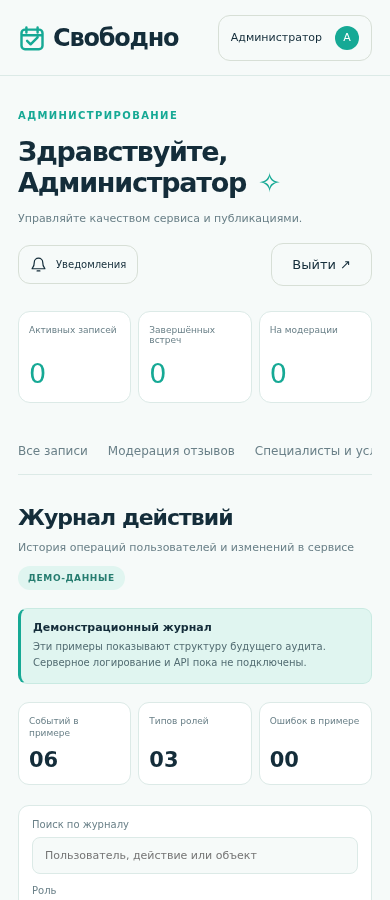 Свободно
Администратор
А
АДМИНИСТРИРОВАНИЕ
Здравствуйте,
Администратор
Управляйте качеством сервиса и публикациями.
Уведомления
Выйти ↗
Активных записей
Завершённых
встреч
На модерации
0
0
0
Все записи
Модерация отзывов
Специалисты и
Журнал действий
История операций пользователей и изменений в сервисе
ДЕМО-ДАННЫЕ
Демонстрационный журнал
Эти примеры показывают структуру будущего аудита.
Серверное логирование и API пока не подключены.
Событий в
примере
Типов ролей
Ошибок в примере
06
03
00
Поиск по журналу
Пользователь, действие или объект
Роль